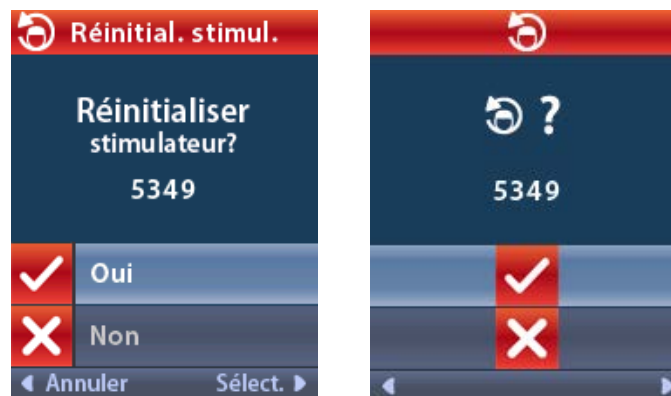 Réinitial. stimul.
Réinitialiser
stimulateur?
5349
Oui
Non
Annuler Sélect.
?
5349